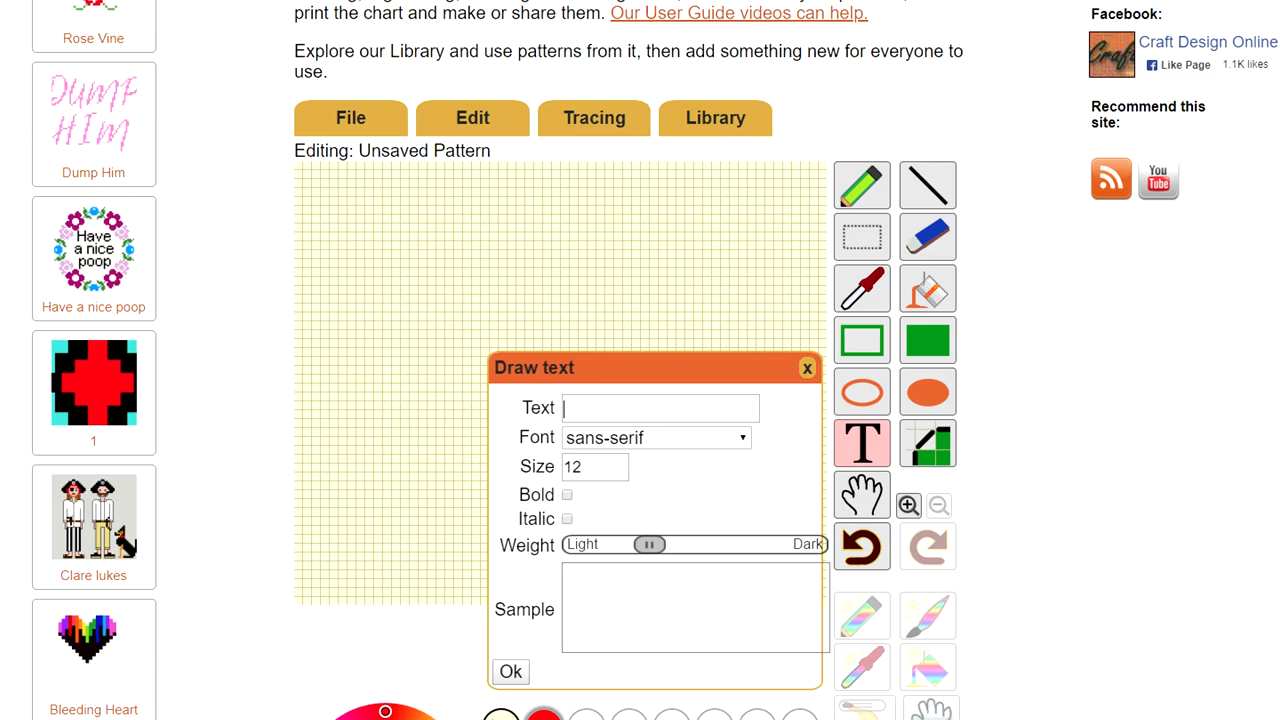 print the chart and make or share them. Our User Guide videos can help.
Explore our Library and use patterns from it, then add something new for everyone to
use.
File
Edit
Tracing
Library
Editing: Unsaved Pattern
Draw text
x
Text
Font
sans-serif
Size
12
Bold
Italic
Weight
Light
Dark
Sample
Ok
T
Rose Vine
DUMP
HIM
Dump Him
Have
a nice
poop
Have a nice poop
1
Clare lukes
Bleeding Heart
Facebook:
Craft
Craft Design Online
Like Page
1.1K likes
Recommend this
site:
You
Tube